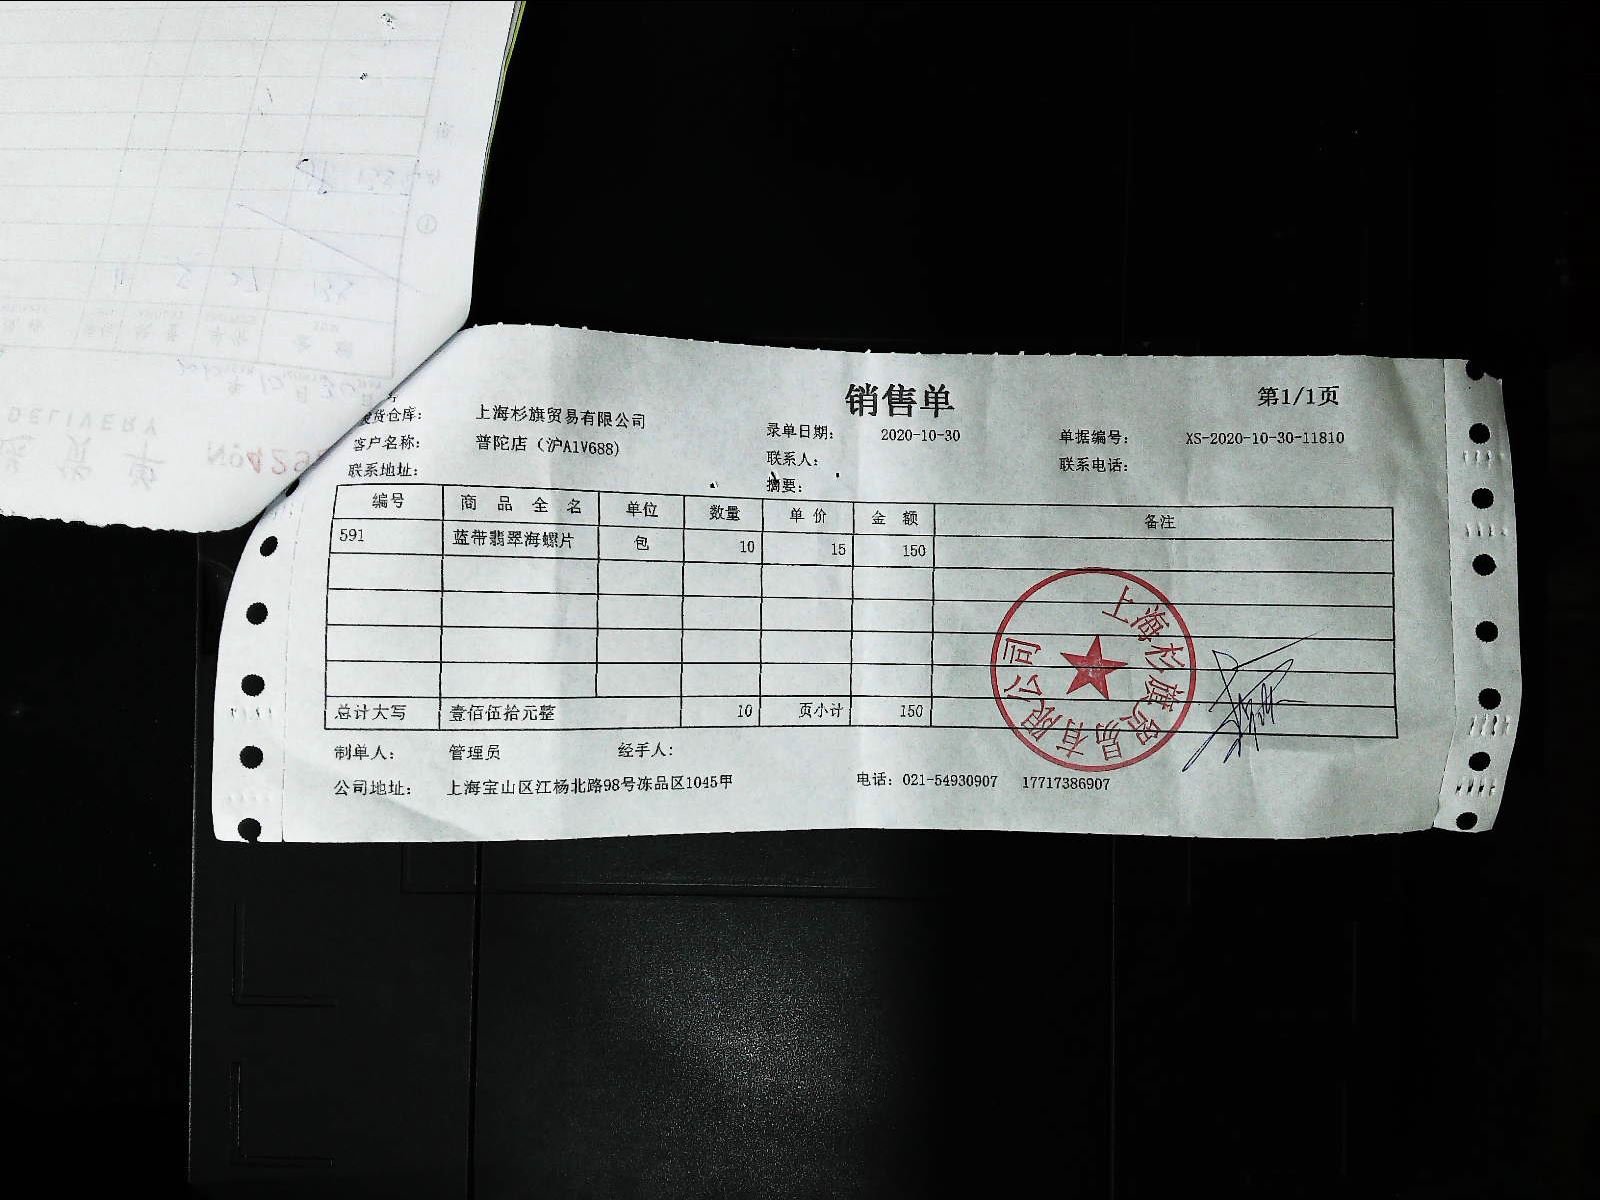 销售单
第1/1页
货仓库： 上海杉旗贸易有限公司
录单日期： 2020-10-30 单据编号： XS-2020-10-30-11810
客户名称： 普陀店（沪A1V688）
联系人： 联系电话：
联系地址： 摘要：
编号 商品全名 单位 数量 单价 金额 备注
591 蓝带翡翠海螺片 包 10 15 150
总计大写 壹佰伍拾元整 10 页小计 150
制单人： 管理员 经手人：
公司地址： 上海宝山区江杨北路98号冻品区1045甲 电话：021-54930907 17717386907
上海杉旗贸易有限公司
DELIVERY
送货单 №429